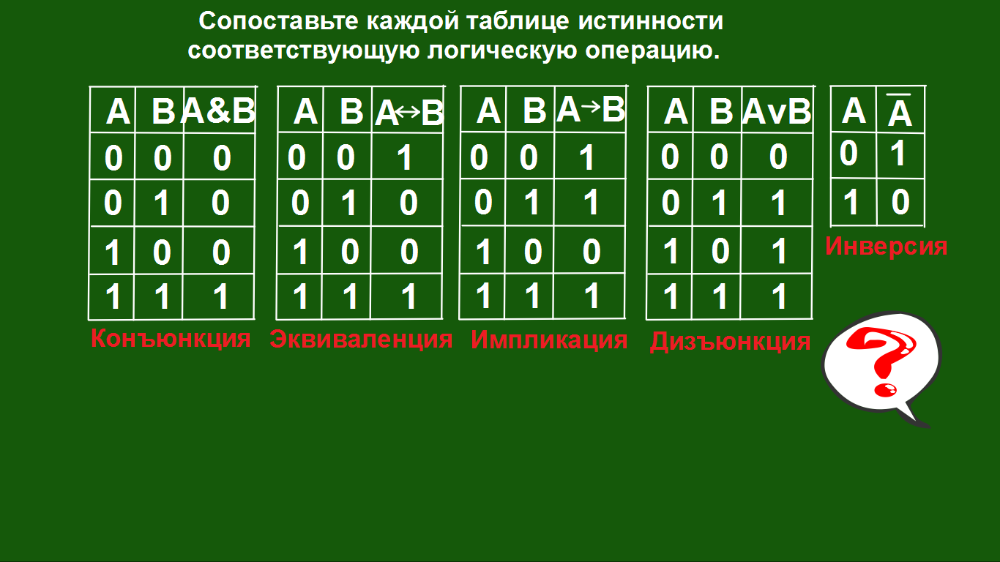 Сопоставьте каждой таблице истинности
соответствующую логическую операцию.
A B A&B
0 0 0
0 1 0
1 0 0
1 1 1
Конъюнкция
A B A↔B
0 0 1
0 1 0
1 0 0
1 1 1
Эквиваленция
A B A→B
0 0 1
0 1 1
1 0 0
1 1 1
Импликация
A B AvB
0 0 0
0 1 1
1 0 1
1 1 1
Дизъюнкция
A A̅
0 1
1 0
Инверсия
?